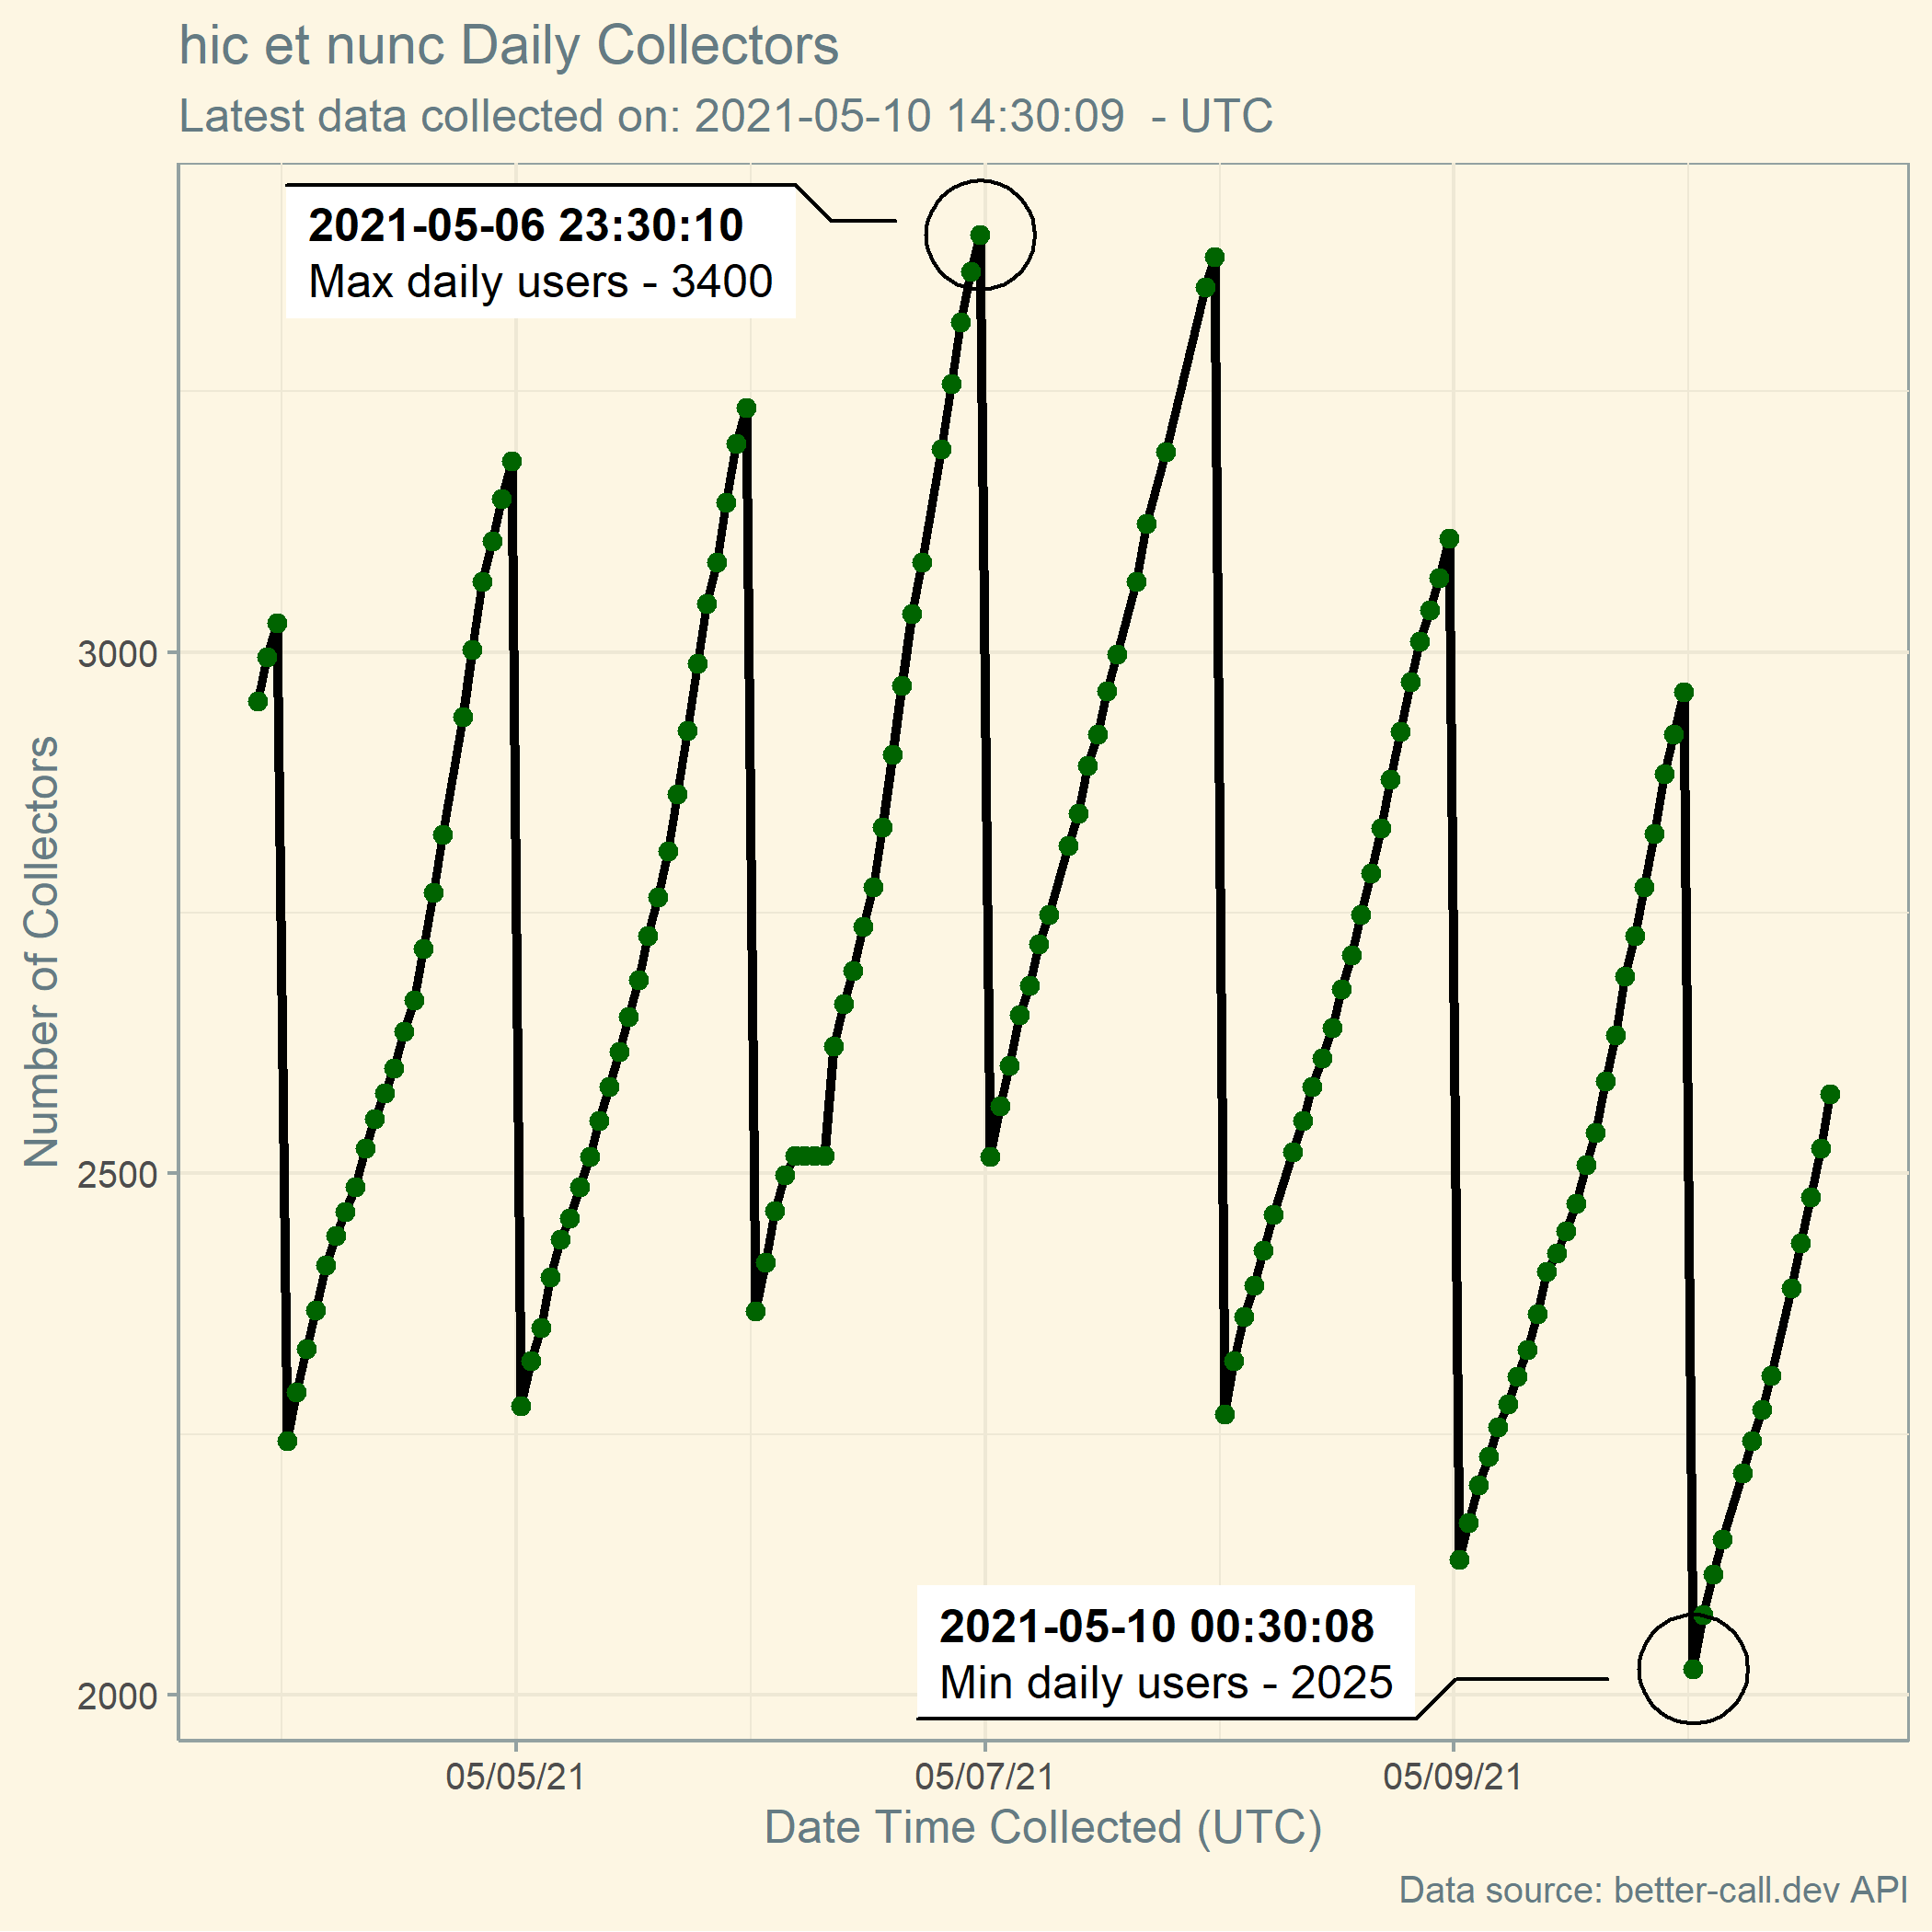 hic et nunc Daily Collectors
Latest data collected on: 2021-05-10 14:30:09 - UTC
2021-05-06 23:30:10
Max daily users - 3400
Number of Collectors
3000
2500
2000
2021-05-10 00:30:08
Min daily users - 2025
05/05/21
05/07/21
05/09/21
Date Time Collected (UTC)
Data source: better-call.dev API